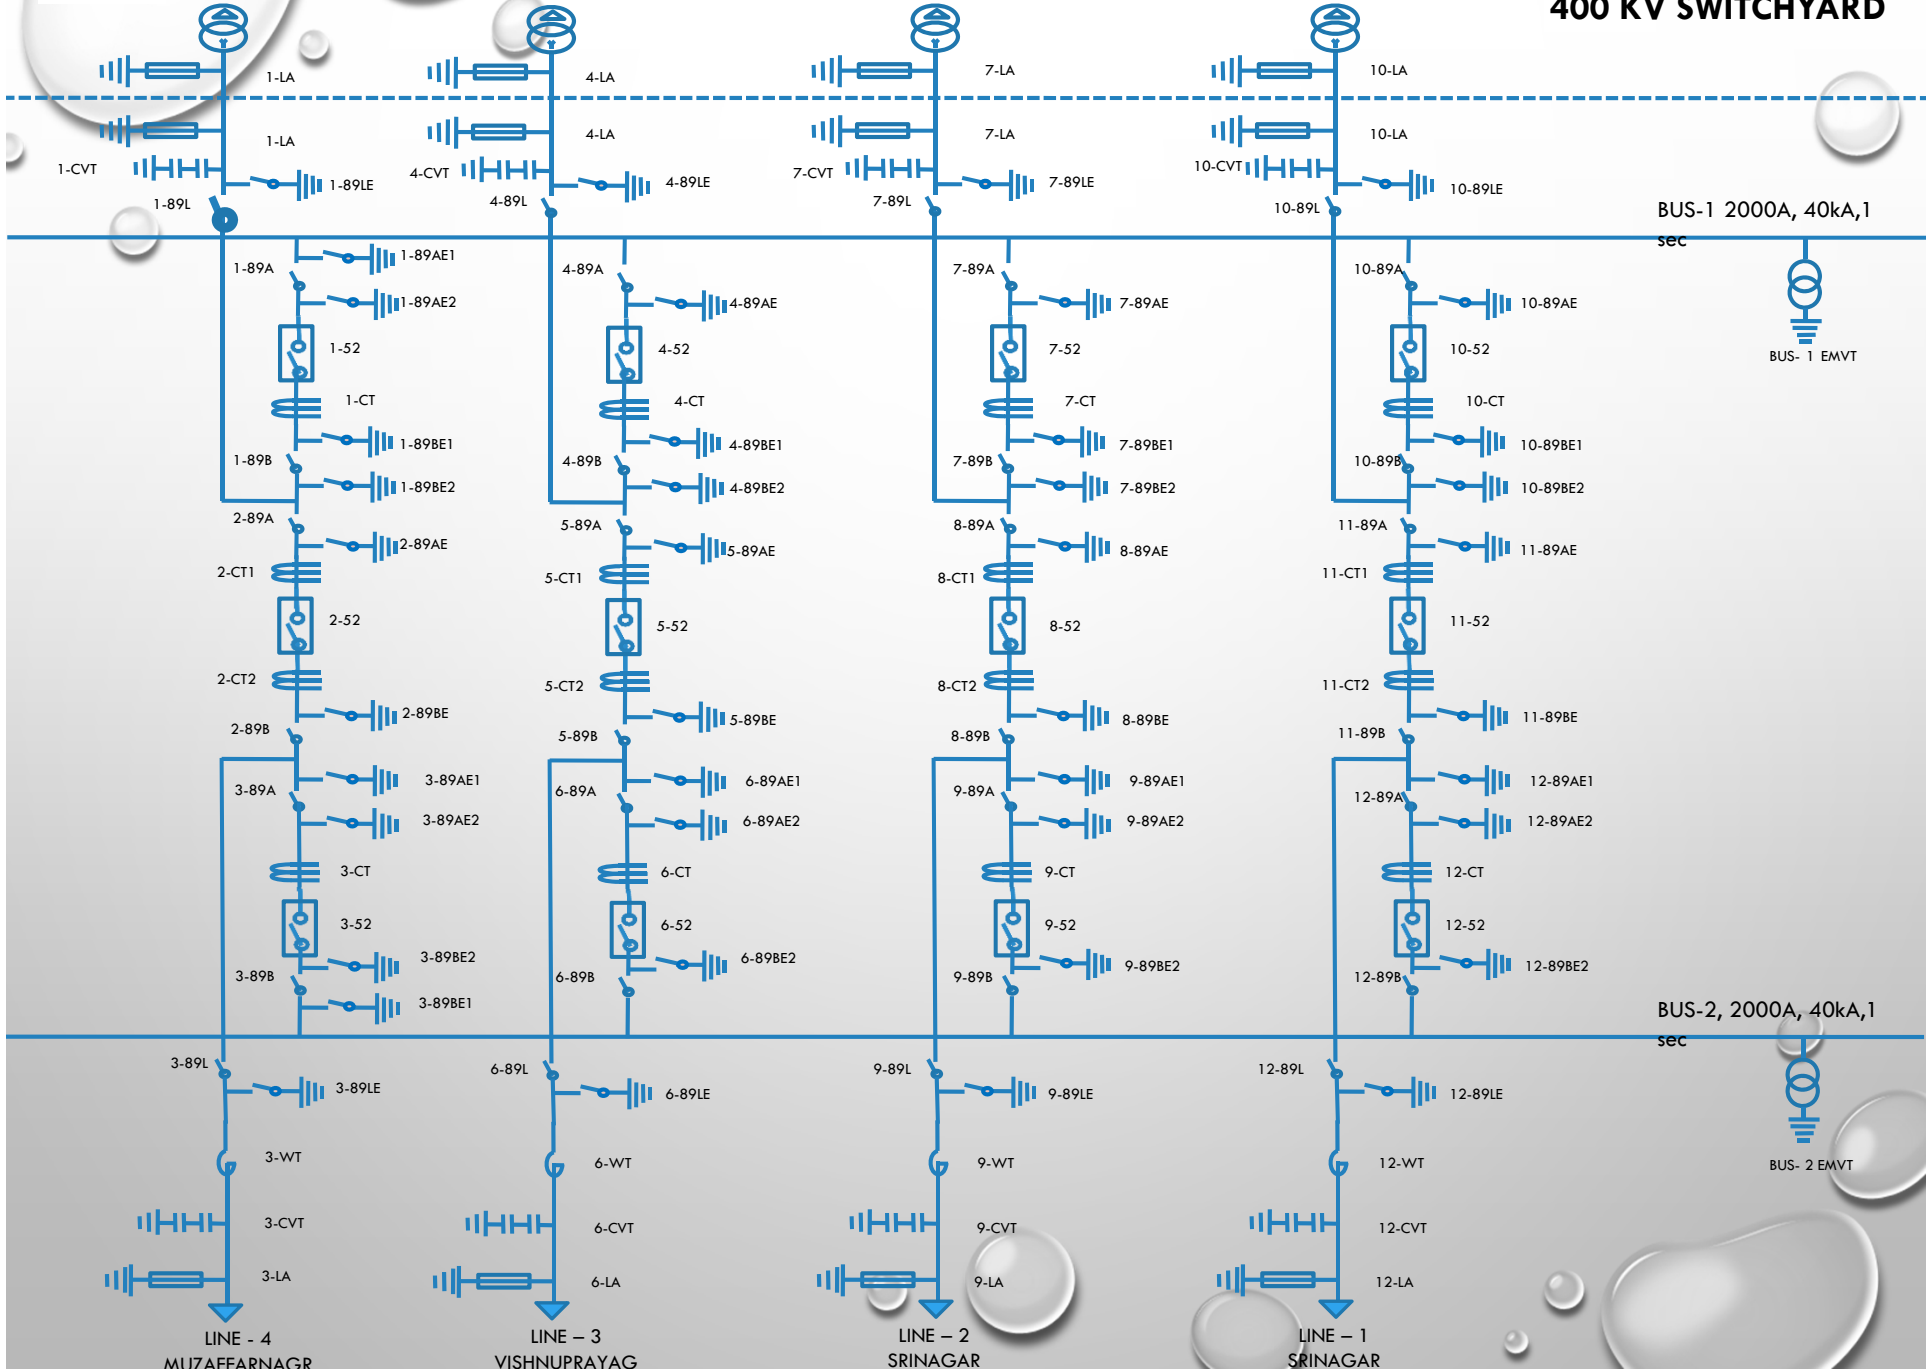 400 KV SWITCHYARD
1-LA
4-LA
7-LA
10-LA
1-LA
4-LA
7-LA
10-LA
1-CVT
4-CVT
7-CVT
10-CVT
1-89LE
4-89LE
7-89LE
10-89LE
1-89L
4-89L
7-89L
10-89L
BUS-1 2000A, 40kA,1
sec
1-89AE1
1-89A
4-89A
7-89A
10-89A
1-89AE2
4-89AE
7-89AE
10-89AE
1-52
4-52
7-52
10-52
BUS- 1 EMVT
1-CT
4-CT
7-CT
10-CT
1-89BE1
4-89BE1
7-89BE1
10-89BE1
1-89B
4-89B
7-89B
10-89B
1-89BE2
4-89BE2
7-89BE2
10-89BE2
2-89A
5-89A
8-89A
11-89A
2-89AE
5-89AE
8-89AE
11-89AE
2-CT1
5-CT1
8-CT1
11-CT1
2-52
5-52
8-52
11-52
2-CT2
5-CT2
8-CT2
11-CT2
2-89BE
5-89BE
8-89BE
11-89BE
2-89B
5-89B
8-89B
11-89B
3-89AE1
6-89AE1
9-89AE1
12-89AE1
3-89A
6-89A
9-89A
12-89A
3-89AE2
6-89AE2
9-89AE2
12-89AE2
3-CT
6-CT
9-CT
12-CT
3-52
6-52
9-52
12-52
3-89BE2
6-89BE2
9-89BE2
12-89BE2
3-89B
6-89B
9-89B
12-89B
3-89BE1
BUS-2, 2000A, 40kA,1
sec
3-89L
6-89L
9-89L
12-89L
3-89LE
6-89LE
9-89LE
12-89LE
3-WT
6-WT
9-WT
12-WT
BUS- 2 EMVT
3-CVT
6-CVT
9-CVT
12-CVT
3-LA
6-LA
9-LA
12-LA
LINE - 4
MUZAFFARNAGR
LINE – 3
VISHNUPRAYAG
LINE – 2
SRINAGAR
LINE – 1
SRINAGAR